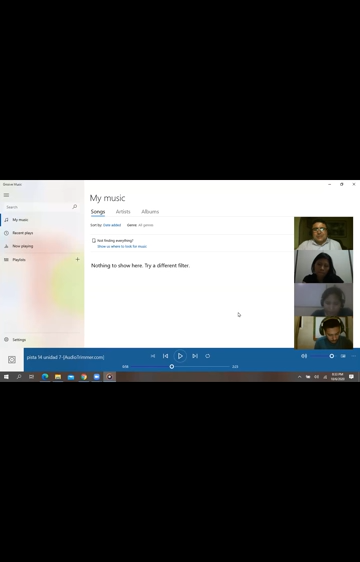 Groove Music
My music
Search
Songs Artists Albums
My music
Sort by: Date added Genre: All genres
Recent plays
Not finding everything?
Show us where to look for music
Now playing
Playlists
Nothing to show here. Try a different filter.
Settings
pista 14 unidad 7-[AudioTrimmer.com]